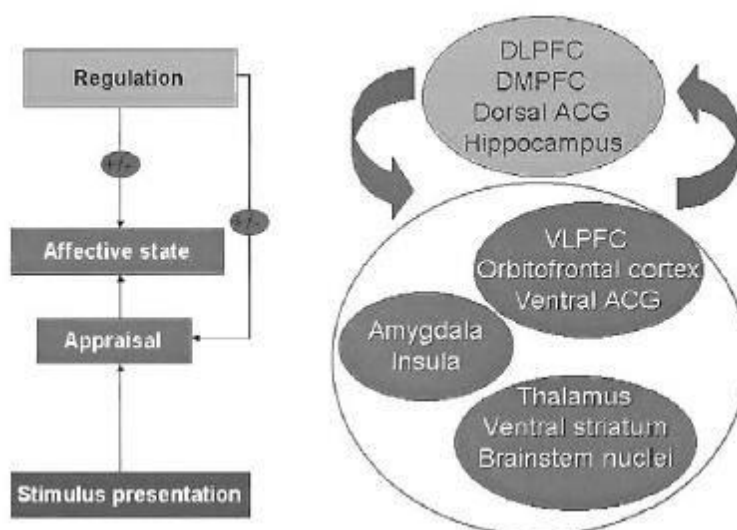 Regulation
+/-
+/-
Affective state
Appraisal
Stimulus presentation
DLPFC
DMPFC
Dorsal ACG
Hippocampus
VLPFC
Orbitofrontal cortex
Ventral ACG
Amygdala
Insula
Thalamus
Ventral striatum
Brainstem nuclei